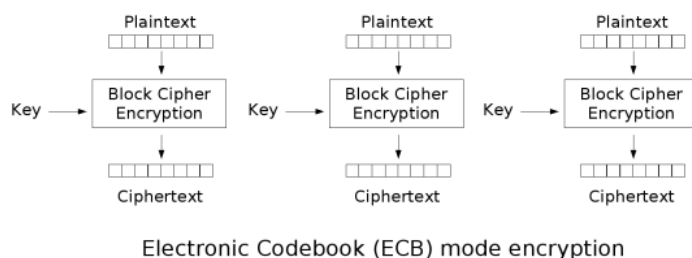 Plaintext
Plaintext
Plaintext
Key
Block Cipher
Encryption
Key
Block Cipher
Encryption
Key
Block Cipher
Encryption
Ciphertext
Ciphertext
Ciphertext
Electronic Codebook (ECB) mode encryption